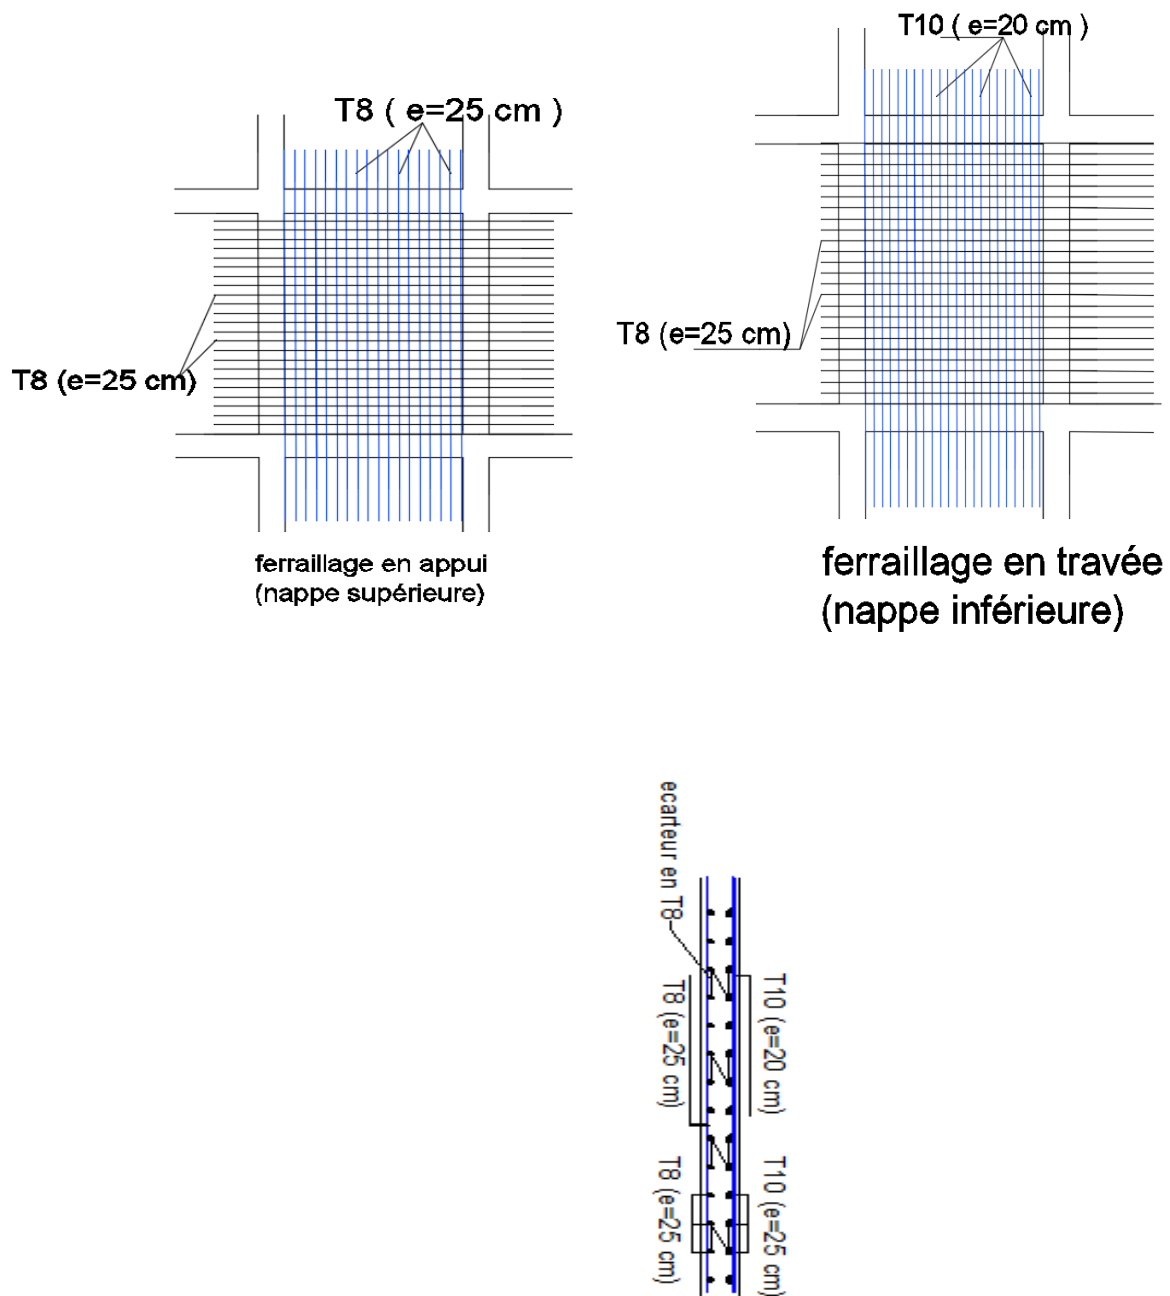 T10 ( e=20 cm )
T8 ( e=25 cm )
T8 (e=25 cm)
T8 (e=25 cm)
ferraillage en appui
(nappe supérieure)
ferraillage en travée
(nappe inférieure)
ecarteur en T8
T8 (e=25 cm)
T10 (e=20 cm)
T8 (e=25 cm)
T10 (e=25 cm)